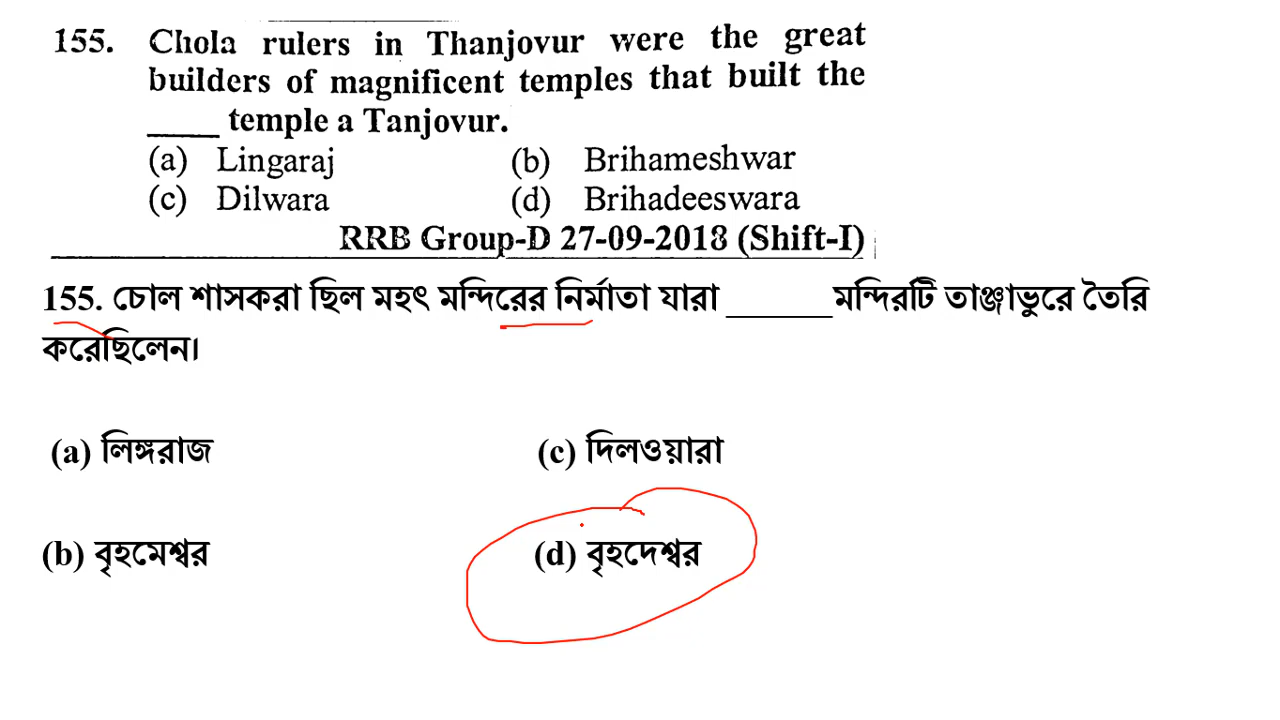 155. Chola rulers in Thanjovur were the great
builders of magnificent temples that built the
____ temple a Tanjovur.
(a) Lingaraj (b) Brihameshwar
(c) Dilwara (d) Brihadeeswara
RRB Group-D 27-09-2018 (Shift-I)
155. চোল শাসকরা ছিল মহৎ মন্দিরের নির্মাতা যারা ______ মন্দিরটি তাঞ্জাভুরে তৈরি
করেছিলেন।
(a) লিঙ্গরাজ (c) দিলওয়ারা
(b) বৃহমেশ্বর (d) বৃহদেশ্বর